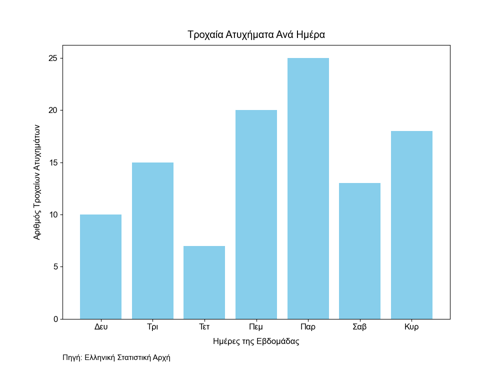 Τροχαία Ατυχήματα Ανά Ημέρα
Αριθμός Τροχαίων Ατυχημάτων
25
20
15
10
5
0
Δευ Τρι Τετ Πεμ Παρ Σαβ Κυρ
Ημέρες της Εβδομάδας
Πηγή: Ελληνική Στατιστική Αρχή